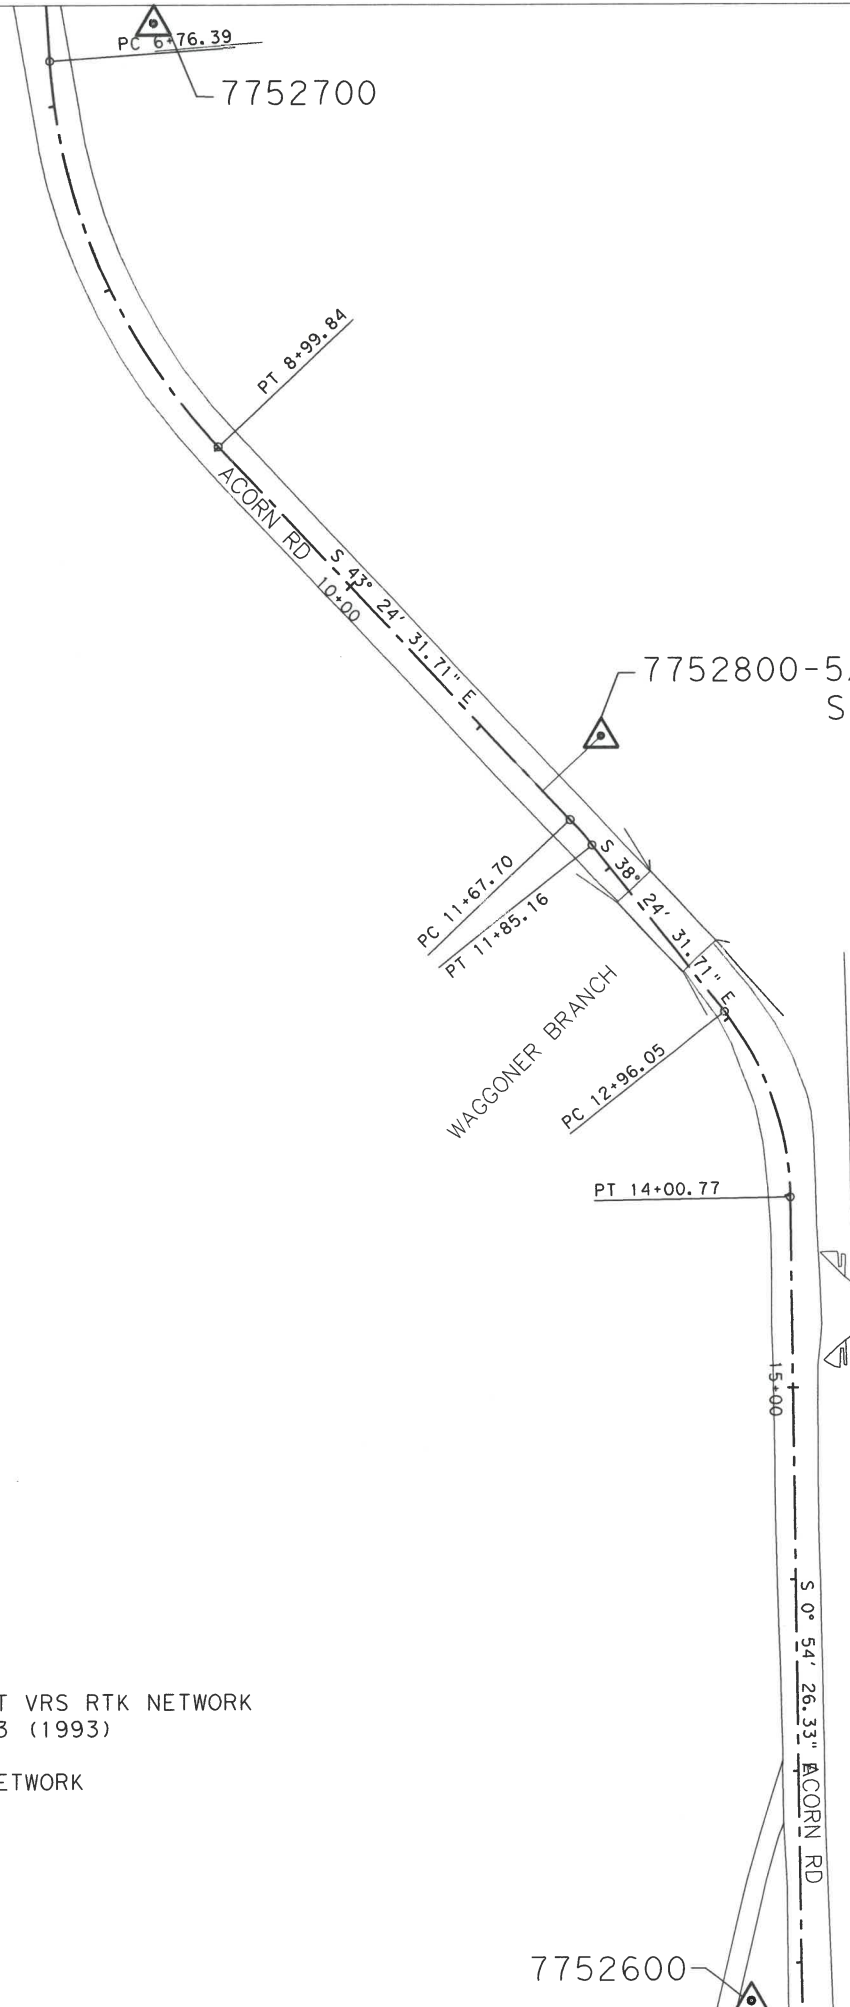 PC 6+76.39
7752700
PT 8+99.84
ACORN RD
S 43° 24' 31.71" E
10+00
7752800-5
S
PC 11+67.70
PT 11+85.16
S 38° 24' 31.71" E
WAGGONER BRANCH
PC 12+96.05
PT 14+00.77
15+00
S 0° 54' 26.33" E
ACORN RD
T VRS RTK NETWORK
3 (1993)
ETWORK
7752600